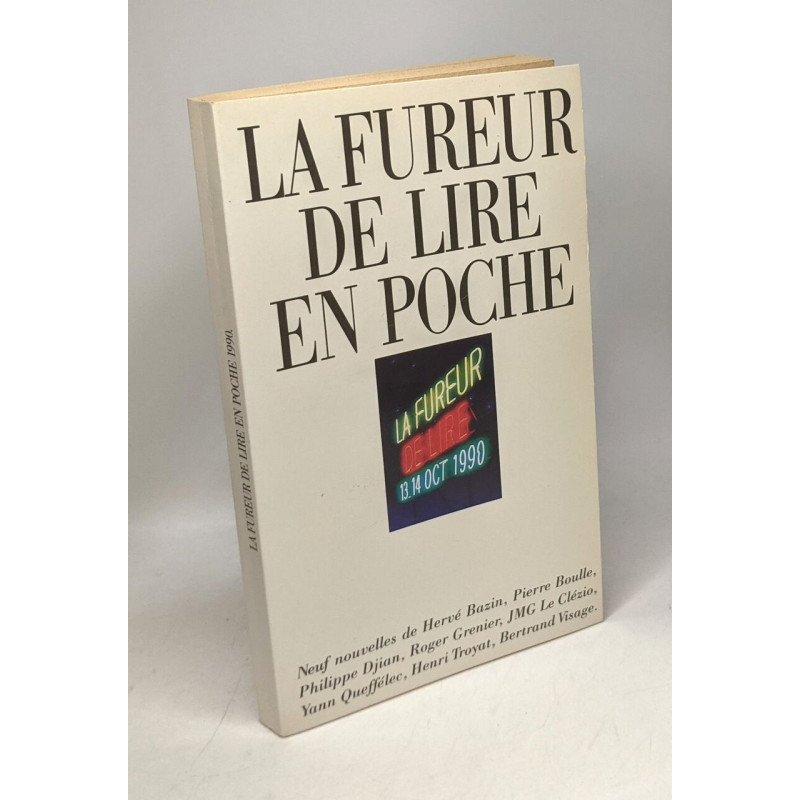 LA FUREUR
DE LIRE
EN POCHE
LA FUREUR
DE LIRE
13.14 OCT 1990
Neuf nouvelles de Hervé Bazin, Pierre Boulle,
Philippe Djian, Roger Grenier, JMG Le Clézio,
Yann Queffélec, Henri Troyat, Bertrand Visage.
LA FUREUR DE LIRE EN POCHE 1990.